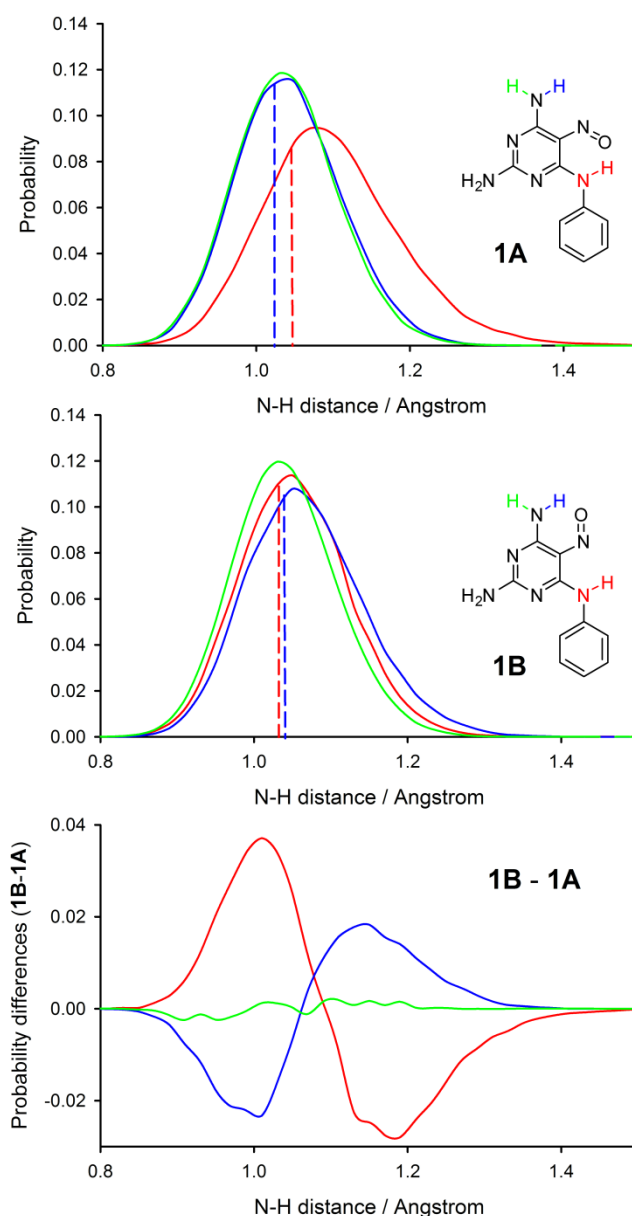 0.14
0.12
0.10
0.08
0.06
0.04
0.02
0.00
Probability
0.8 1.0 1.2 1.4
N-H distance / Angstrom
H H
N N
O
N
H2N N N H
1A
0.14
0.12
0.10
0.08
0.06
0.04
0.02
0.00
Probability
0.8 1.0 1.2 1.4
N-H distance / Angstrom
H H O
N N
N
H2N N N H
1B
0.04
0.02
0.00
-0.02
Probability differences (1B-1A)
1B - 1A
0.8 1.0 1.2 1.4
N-H distance / Angstrom